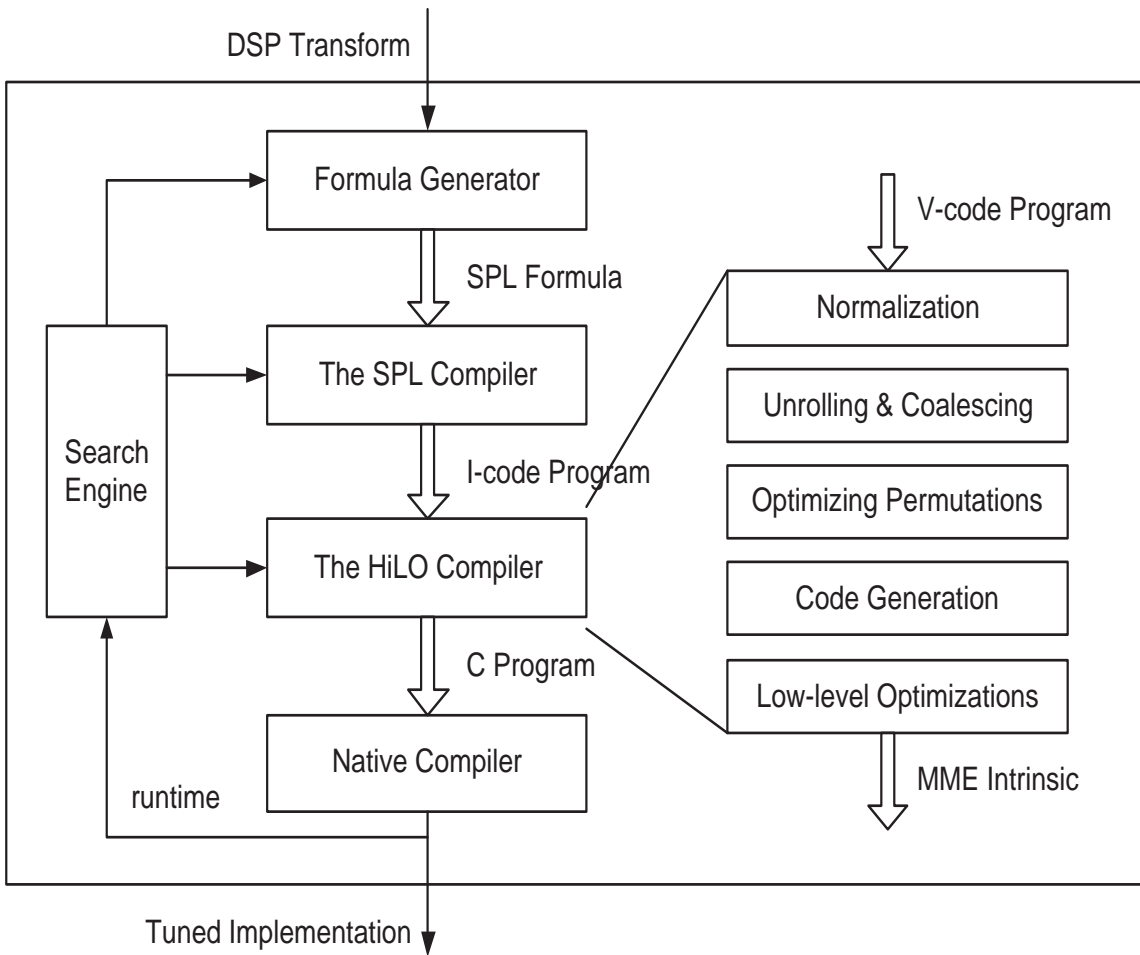 DSP Transform
Formula Generator
SPL Formula
The SPL Compiler
I-code Program
The HiLO Compiler
C Program
Native Compiler
Search
Engine
runtime
Tuned Implementation
V-code Program
Normalization
Unrolling & Coalescing
Optimizing Permutations
Code Generation
Low-level Optimizations
MME Intrinsic